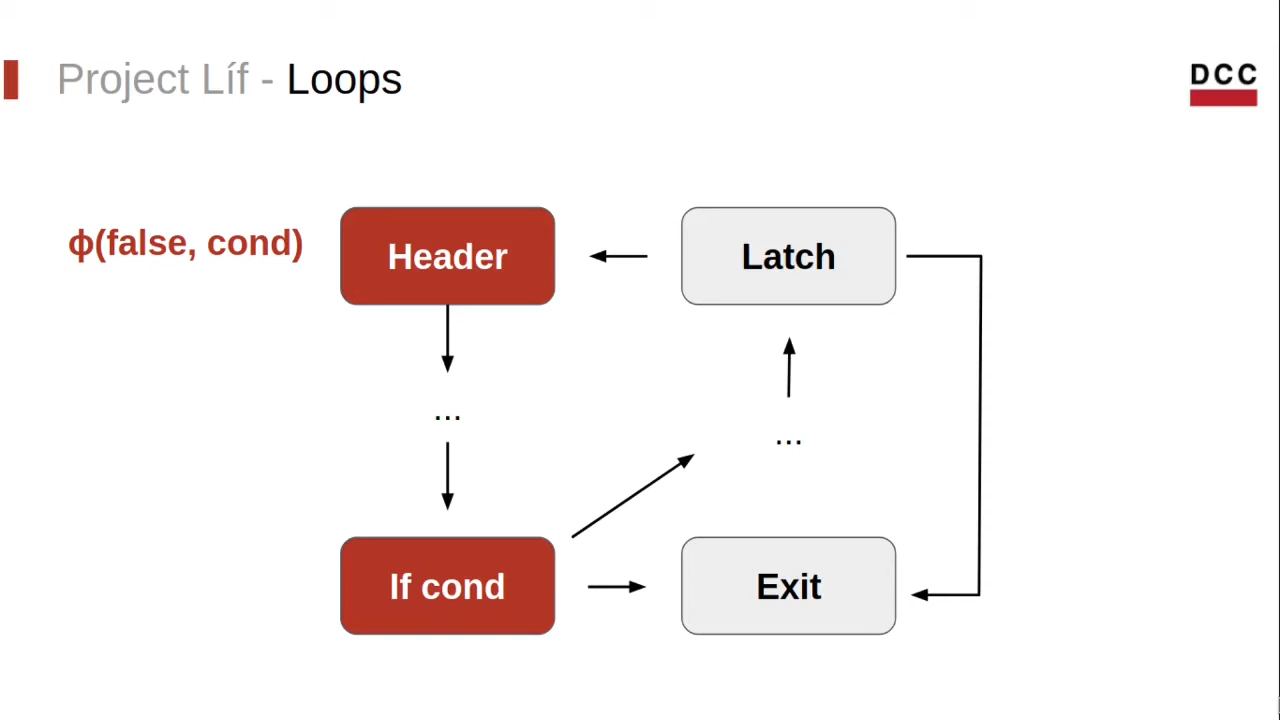 Project Líf - Loops
DCC
ϕ(false, cond)
Header
Latch
...
...
If cond
Exit